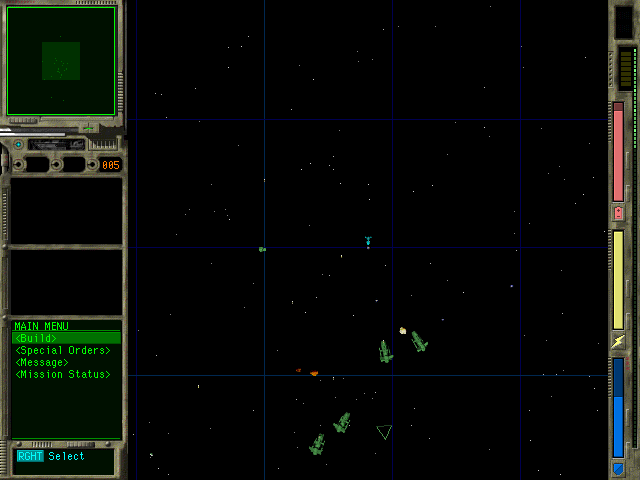 005
MAIN MENU
<Build>
<Special Orders>
<Message>
<Mission Status>
RGHT Select